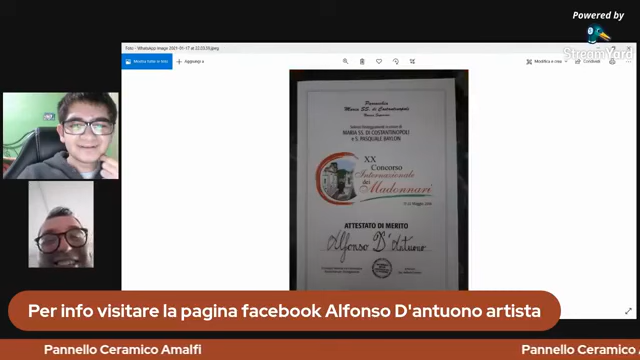 Powered by
StreamYard
Foto - WhatsApp Image 2021-01-17 at 22.03.55.jpeg
Mostra tutte le foto
Aggiungi a
Modifica e crea
Condividi
Parrocchia
Maria SS. di Costantinopoli
MARIA SS. DI COSTANTINOPOLI
e S. PASQUALE BAYLON
XX
Concorso
Internazionale
dei
Madonnari
ATTESTATO DI MERITO
Alfonso D'Antuono
Per info visitare la pagina facebook Alfonso D'antuono artista
Pannello Ceramico Amalfi
Pannello Ceramico A